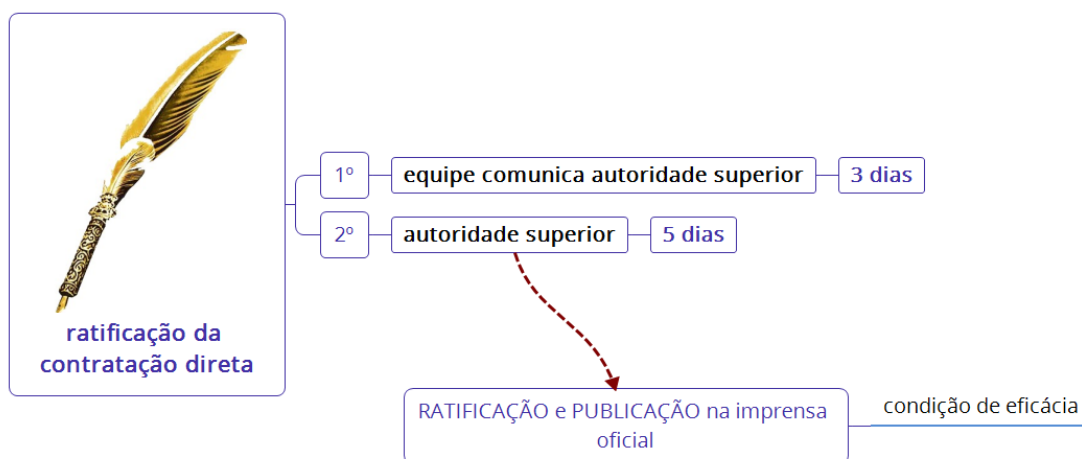 ratificação da
contratação direta
1º
equipe comunica autoridade superior
3 dias
2º
autoridade superior
5 dias
RATIFICAÇÃO e PUBLICAÇÃO na imprensa
oficial
condição de eficácia